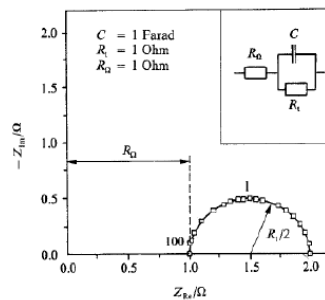 2.0
C = 1 Farad
R_t = 1 Ohm
R_Ω = 1 Ohm
C
R_Ω
R_t
1.5
- Z_Im/Ω
1.0
R_Ω
0.5
1
100
R_t/2
0.0
0.0 0.5 1.0 1.5 2.0
Z_Re/Ω